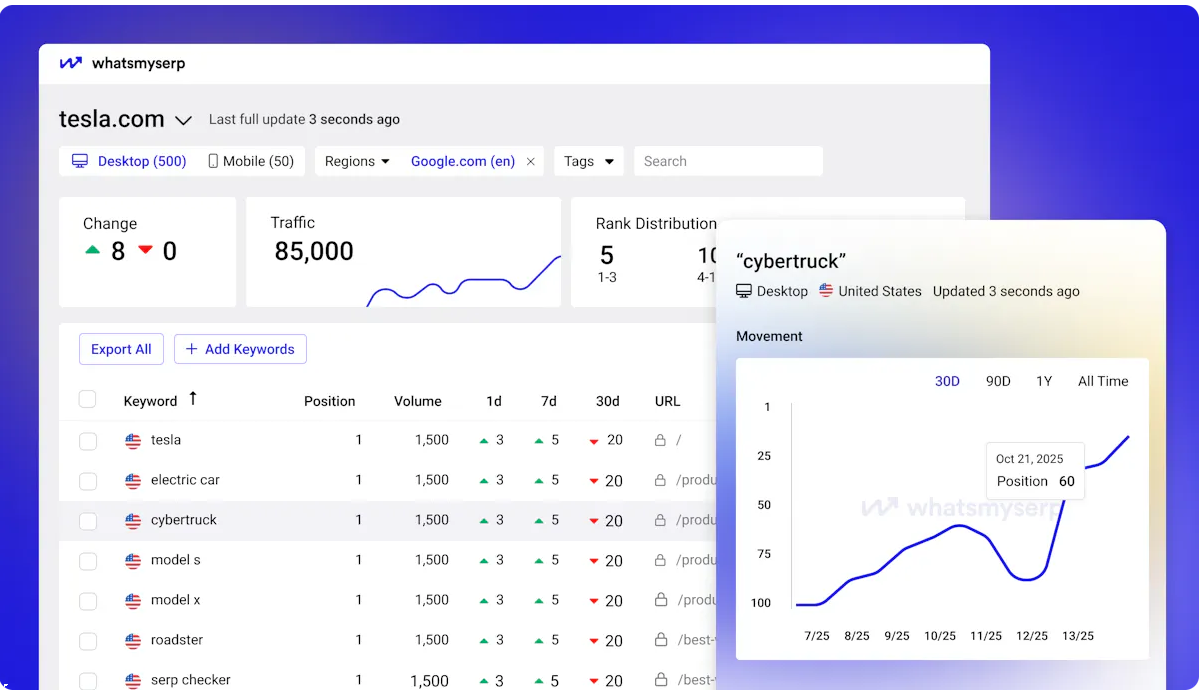 whatsmyserp
tesla.com Last full update 3 seconds ago
Desktop (500) Mobile (50) Regions Google.com (en) × Tags Search
Change
8 0
Traffic
85,000
Rank Distribution
5
1-3
10
4-1
Export All + Add Keywords
Keyword ↑ Position Volume 1d 7d 30d URL
tesla 1 1,500 3 5 20 /
electric car 1 1,500 3 5 20 /produ
cybertruck 1 1,500 3 5 20 /produ
model s 1 1,500 3 5 20 /produ
model x 1 1,500 3 5 20 /produ
roadster 1 1,500 3 5 20 /best-
serp checker 1 1,500 3 5 20 /best-
“cybertruck”
Desktop United States Updated 3 seconds ago
Movement
30D 90D 1Y All Time
1
25
50
75
100
Oct 21, 2025
Position 60
whatsmyserp
7/25 8/25 9/25 10/25 11/25 12/25 13/25